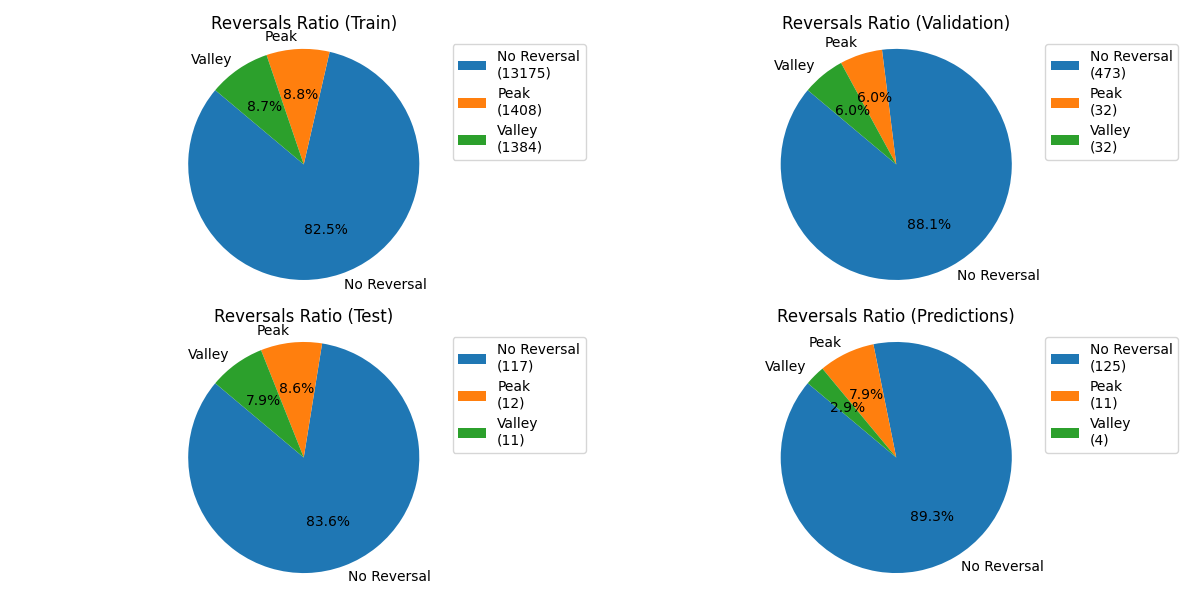 Reversals Ratio (Train)
Peak
Valley
8.8%
8.7%
82.5%
No Reversal
No Reversal
(13175)
Peak
(1408)
Valley
(1384)
Reversals Ratio (Validation)
Peak
Valley
6.0%
6.0%
88.1%
No Reversal
No Reversal
(473)
Peak
(32)
Valley
(32)
Reversals Ratio (Test)
Peak
Valley
8.6%
7.9%
83.6%
No Reversal
No Reversal
(117)
Peak
(12)
Valley
(11)
Reversals Ratio (Predictions)
Peak
Valley
7.9%
2.9%
89.3%
No Reversal
No Reversal
(125)
Peak
(11)
Valley
(4)